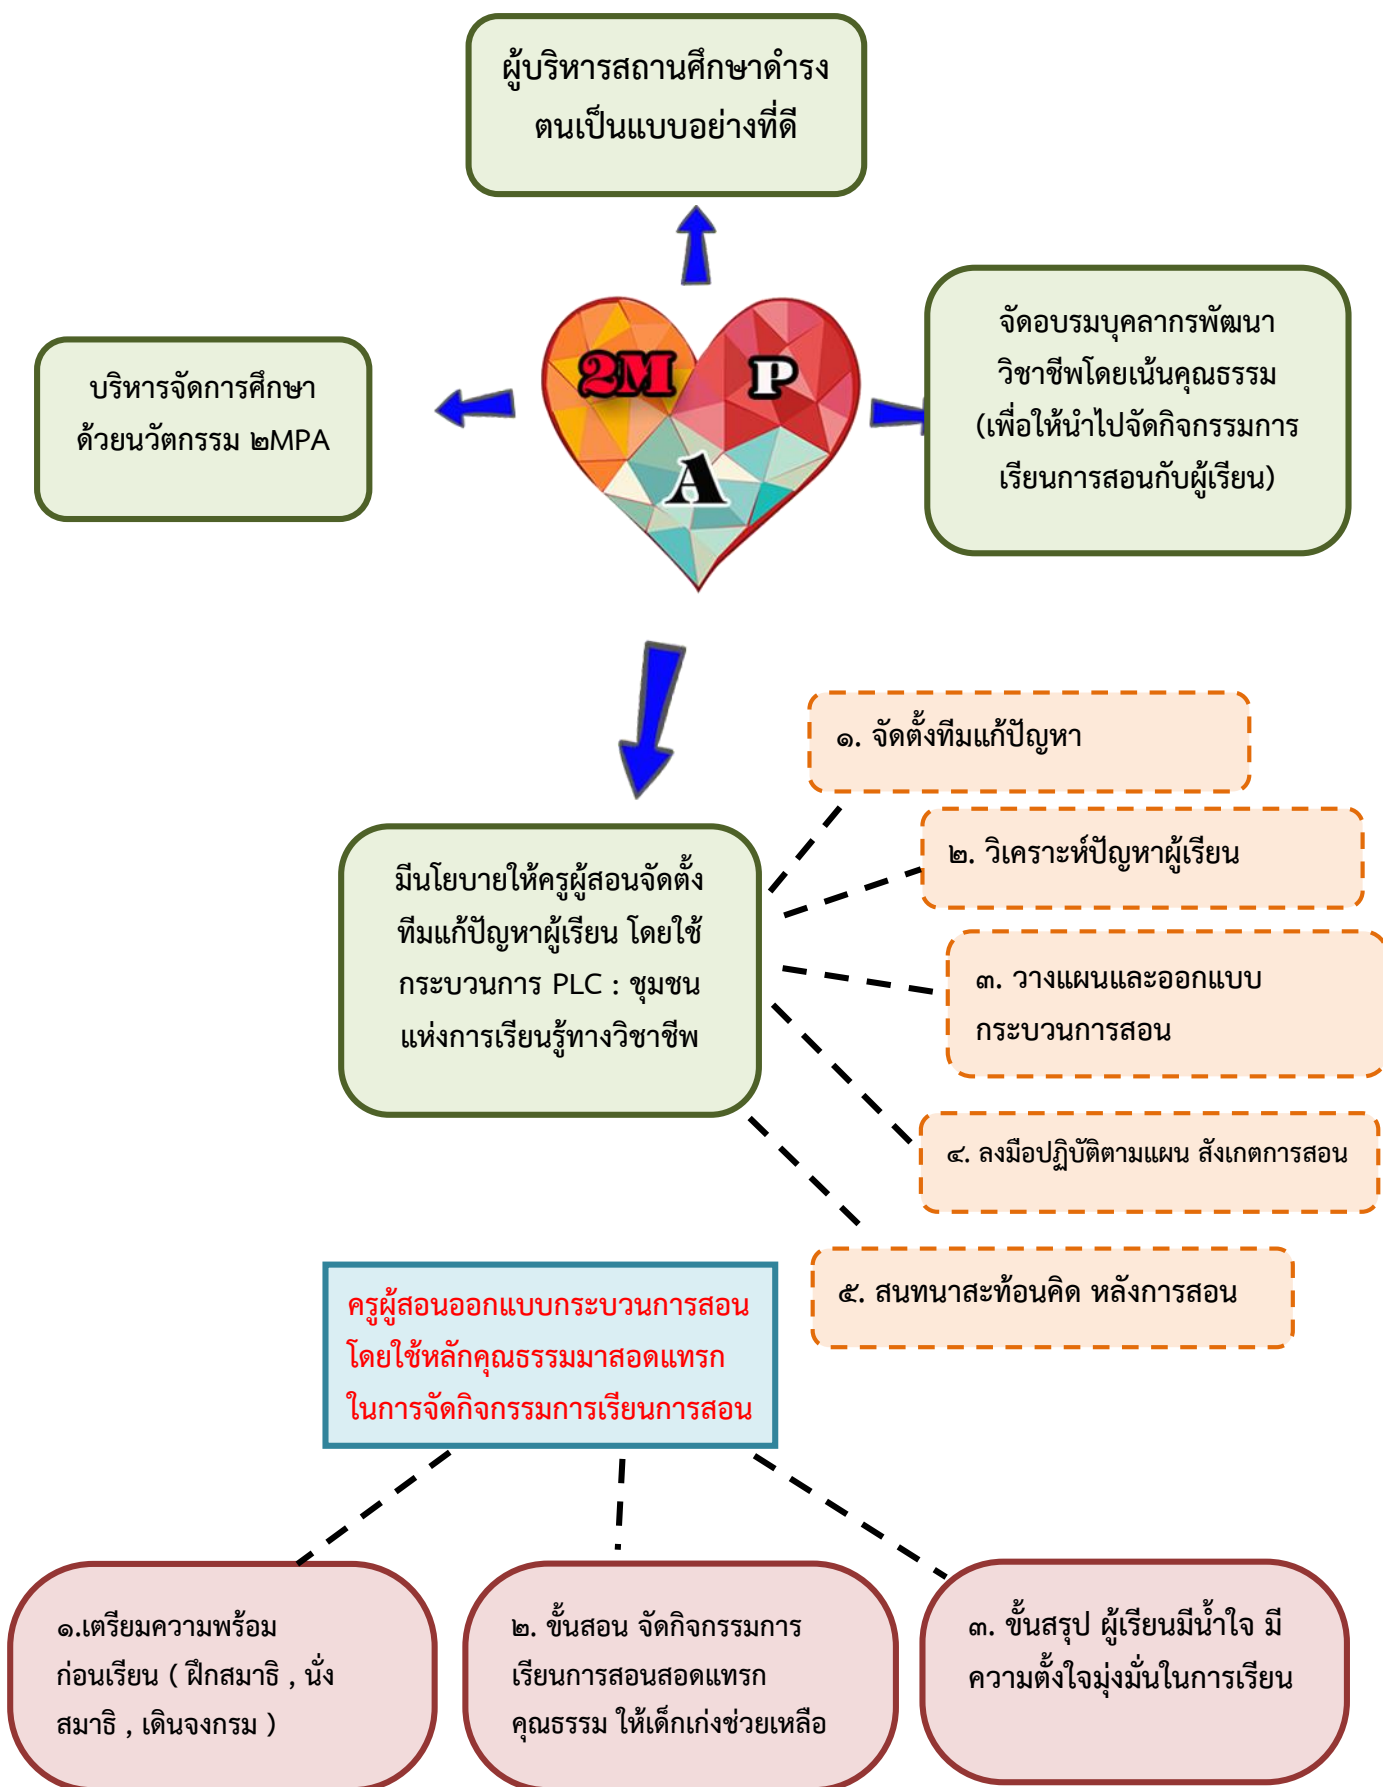 ผู้บริหารสถานศึกษาดำรง
ตนเป็นแบบอย่างที่ดี
บริหารจัดการศึกษา
ด้วยนวัตกรรม ๒MPA
2M
P
A
จัดอบรมบุคลากรพัฒนา
วิชาชีพโดยเน้นคุณธรรม
(เพื่อให้นำไปจัดกิจกรรมการ
เรียนการสอนกับผู้เรียน)
มีนโยบายให้ครูผู้สอนจัดตั้ง
ทีมแก้ปัญหาผู้เรียน โดยใช้
กระบวนการ PLC : ชุมชน
แห่งการเรียนรู้ทางวิชาชีพ
๑. จัดตั้งทีมแก้ปัญหา
๒. วิเคราะห์ปัญหาผู้เรียน
๓. วางแผนและออกแบบ
กระบวนการสอน
๔. ลงมือปฏิบัติตามแผน สังเกตการสอน
๕. สนทนาสะท้อนคิด หลังการสอน
ครูผู้สอนออกแบบกระบวนการสอน
โดยใช้หลักคุณธรรมมาสอดแทรก
ในการจัดกิจกรรมการเรียนการสอน
๑.เตรียมความพร้อม
ก่อนเรียน ( ฝึกสมาธิ , นั่ง
สมาธิ , เดินจงกรม )
๒. ขั้นสอน จัดกิจกรรมการ
เรียนการสอนสอดแทรก
คุณธรรม ให้เด็กเก่งช่วยเหลือ
๓. ขั้นสรุป ผู้เรียนมีน้ำใจ มี
ความตั้งใจมุ่งมั่นในการเรียน